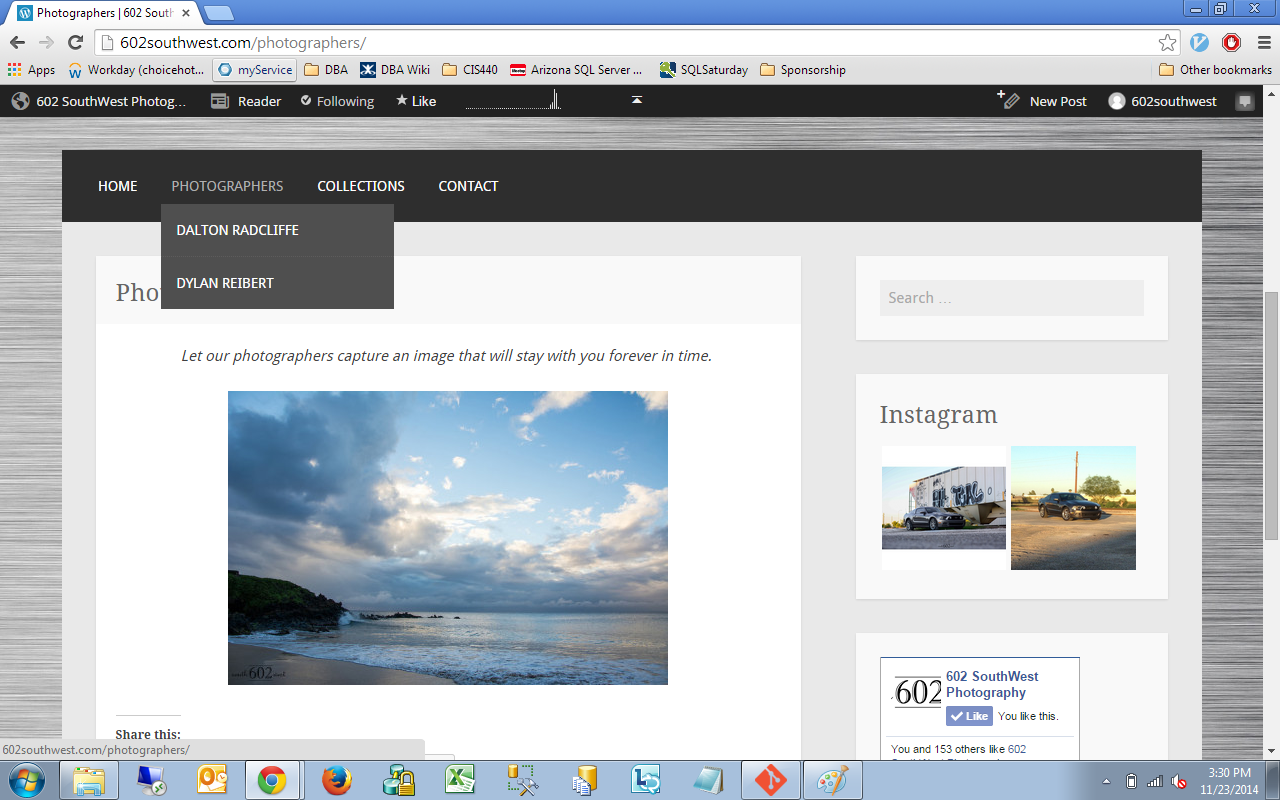 Photographers | 602 Sout
602southwest.com/photographers/
Apps Workday (choicehot... myService DBA DBA Wiki CIS440 Arizona SQL Server ... SQLSaturday Sponsorship Other bookmarks
602 SouthWest Photog... Reader Following Like New Post 602southwest
HOME PHOTOGRAPHERS COLLECTIONS CONTACT
DALTON RADCLIFFE
DYLAN REIBERT
Pho
Search ...
Let our photographers capture an image that will stay with you forever in time.
602
Instagram
602
602 SouthWest
Photography
Like You like this.
You and 153 others like 602
Share this:
602southwest.com/photographers/
3:30 PM
11/23/2014